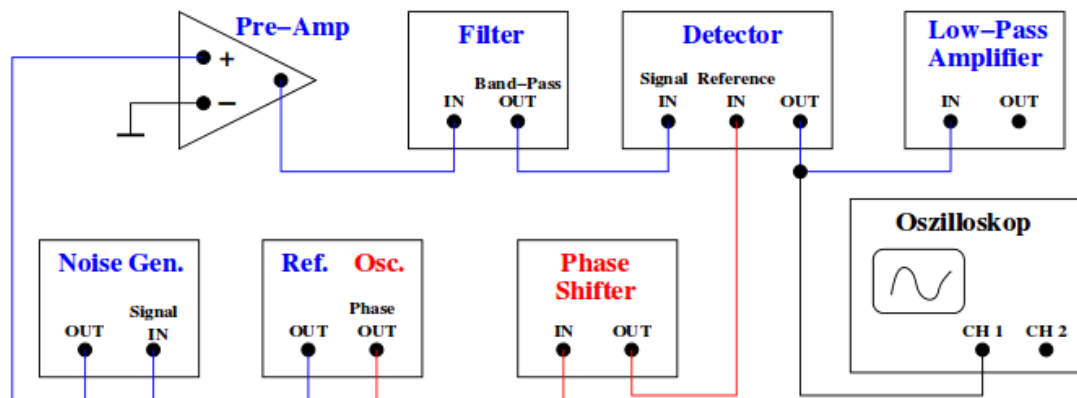 Pre-Amp
+
−
Filter
Band-Pass
IN OUT
Detector
Signal Reference
IN IN OUT
Low-Pass
Amplifier
IN OUT
Noise Gen.
Signal
OUT IN
Ref. Osc.
Phase
OUT OUT
Phase
Shifter
IN OUT
Oszilloskop
CH 1 CH 2